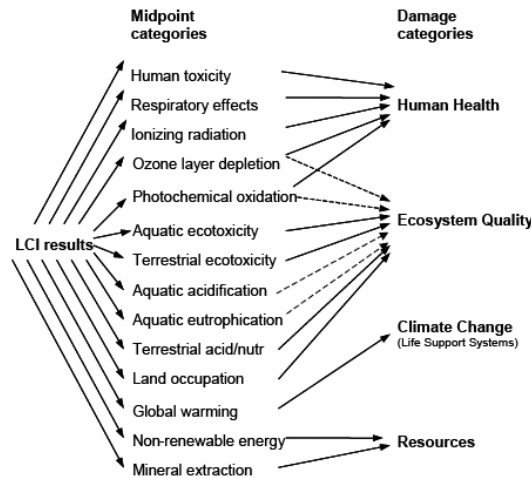 Midpoint
categories
Damage
categories
Human toxicity
Respiratory effects
Human Health
Ionizing radiation
Ozone layer depletion
Photochemical oxidation
Aquatic ecotoxicity
Ecosystem Quality
LCI results
Terrestrial ecotoxicity
Aquatic acidification
Aquatic eutrophication
Climate Change
(Life Support Systems)
Terrestrial acid/nutr
Land occupation
Global warming
Non-renewable energy
Resources
Mineral extraction